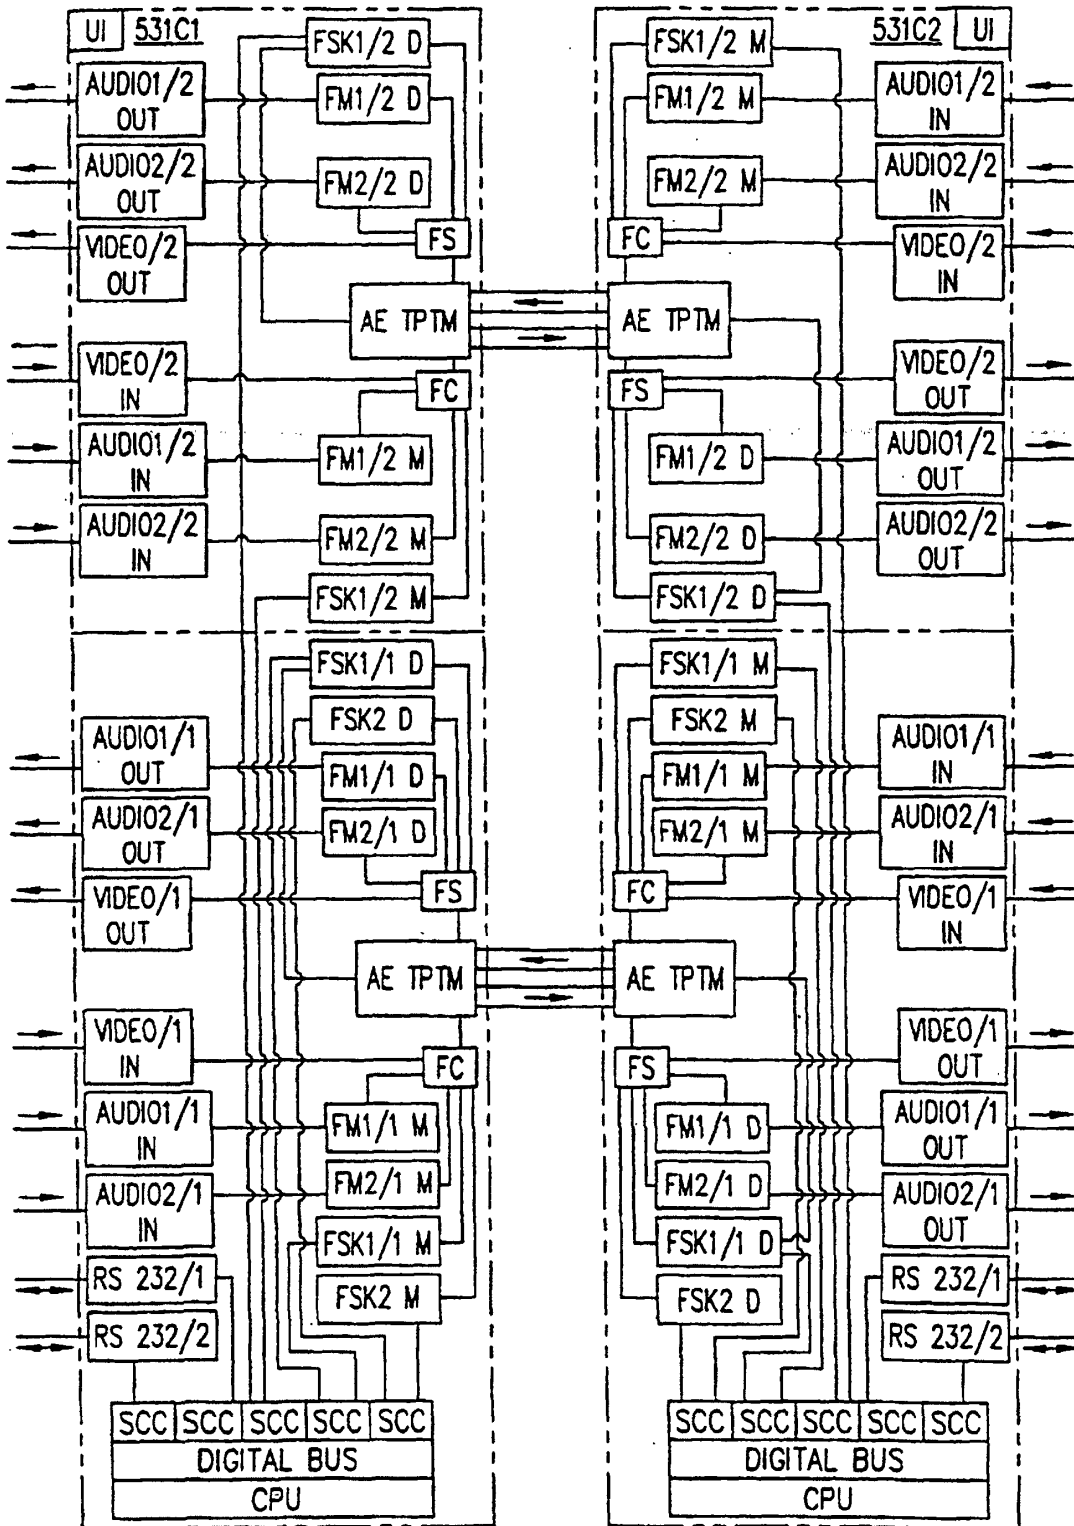 UI 531C1
FSK1/2 D
AUDIO1/2
OUT
FM1/2 D
AUDIO2/2
OUT
FM2/2 D
VIDEO/2
OUT
FS
AE TPTM
VIDEO/2
IN
FC
AUDIO1/2
IN
FM1/2 M
AUDIO2/2
IN
FM2/2 M
FSK1/2 M
FSK1/1 D
FSK2 D
AUDIO1/1
OUT
FM1/1 D
AUDIO2/1
OUT
FM2/1 D
VIDEO/1
OUT
FS
AE TPTM
VIDEO/1
IN
FC
AUDIO1/1
IN
FM1/1 M
AUDIO2/1
IN
FM2/1 M
FSK1/1 M
RS 232/1
FSK2 M
RS 232/2
SCC SCC SCC SCC SCC
DIGITAL BUS
CPU
531C2 UI
FSK1/2 M
FM1/2 M
AUDIO1/2
IN
FM2/2 M
AUDIO2/2
IN
FC
VIDEO/2
IN
AE TPTM
FS
VIDEO/2
OUT
FM1/2 D
AUDIO1/2
OUT
FM2/2 D
AUDIO2/2
OUT
FSK1/2 D
FSK1/1 M
FSK2 M
FM1/1 M
AUDIO1/1
IN
FM2/1 M
AUDIO2/1
IN
FC
VIDEO/1
IN
AE TPTM
FS
VIDEO/1
OUT
FM1/1 D
AUDIO1/1
OUT
FM2/1 D
AUDIO2/1
OUT
FSK1/1 D
RS 232/1
FSK2 D
RS 232/2
SCC SCC SCC SCC SCC
DIGITAL BUS
CPU